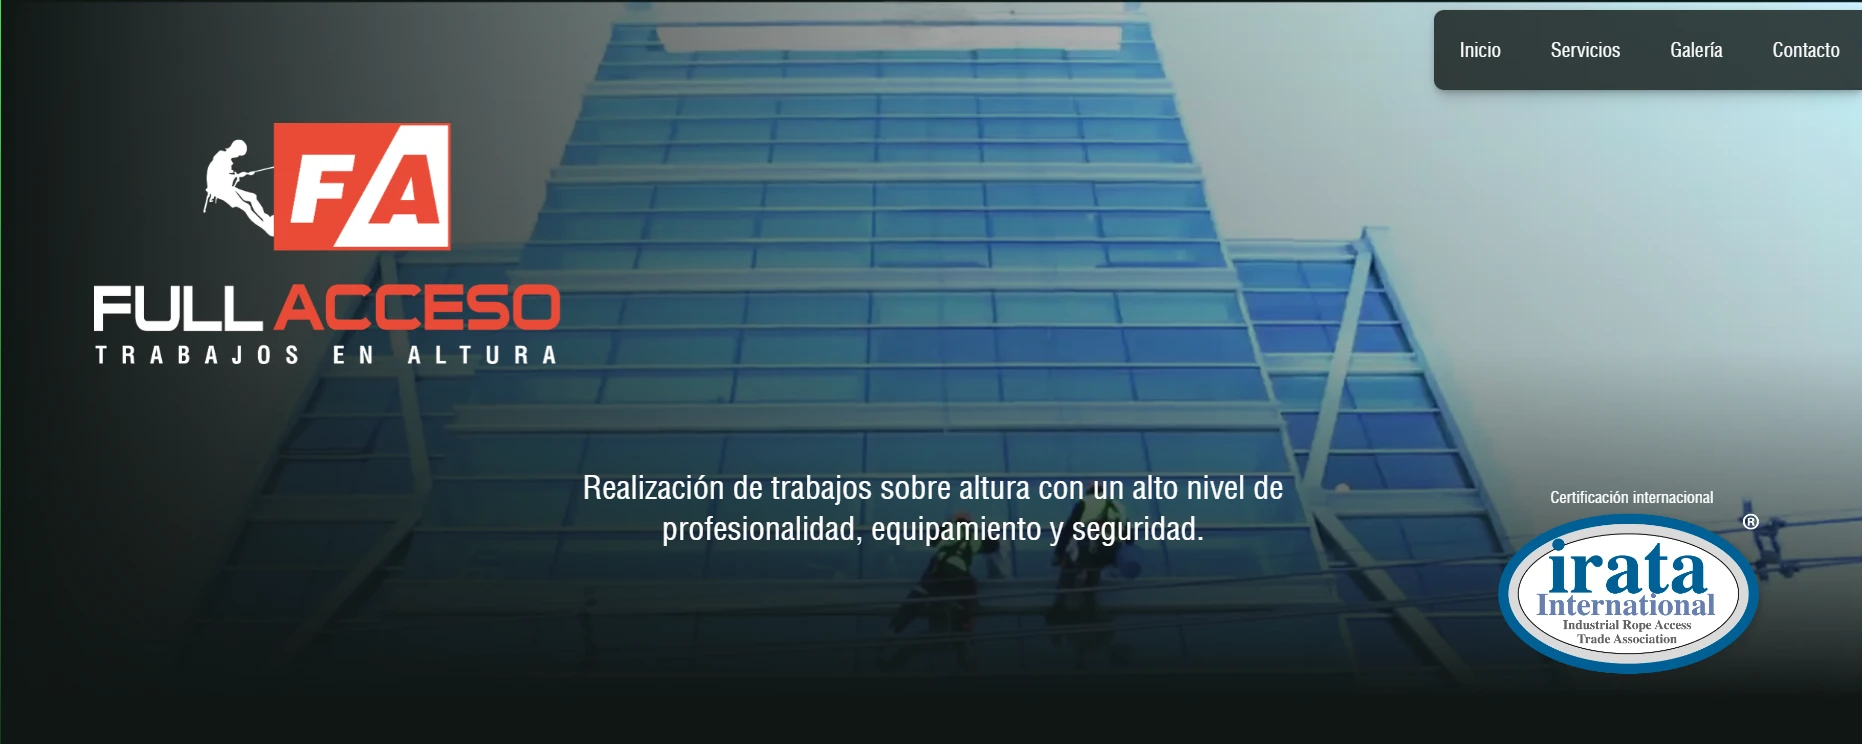 Inicio Servicios Galería Contacto
FA
FULL ACCESO
TRABAJOS EN ALTURA
Realización de trabajos sobre altura con un alto nivel de
profesionalidad, equipamiento y seguridad.
Certificación internacional
®
irata
International
Industrial Rope Access
Trade Association